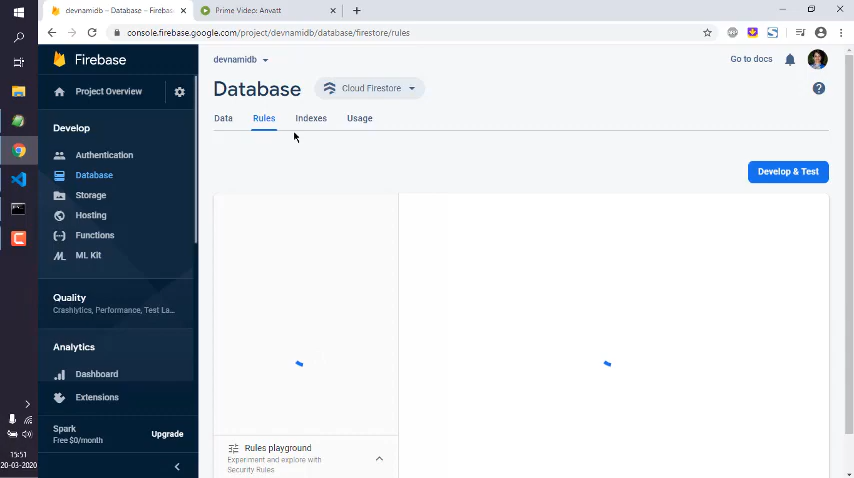 devnamidb – Database – Fireba
Prime Video: Anvatt
console.firebase.google.com/project/devnamidb/database/firestore/rules
Firebase
Project Overview
Develop
Authentication
Database
Storage
Hosting
Functions
ML Kit
Quality
Crashlytics, Performance, Test La...
Analytics
Dashboard
Extensions
Spark
Free $0/month
Upgrade
15:51
20-03-2020
devnamidb
Go to docs
Database
Cloud Firestore
Data
Rules
Indexes
Usage
Develop & Test
Rules playground
Experiment and explore with
Security Rules